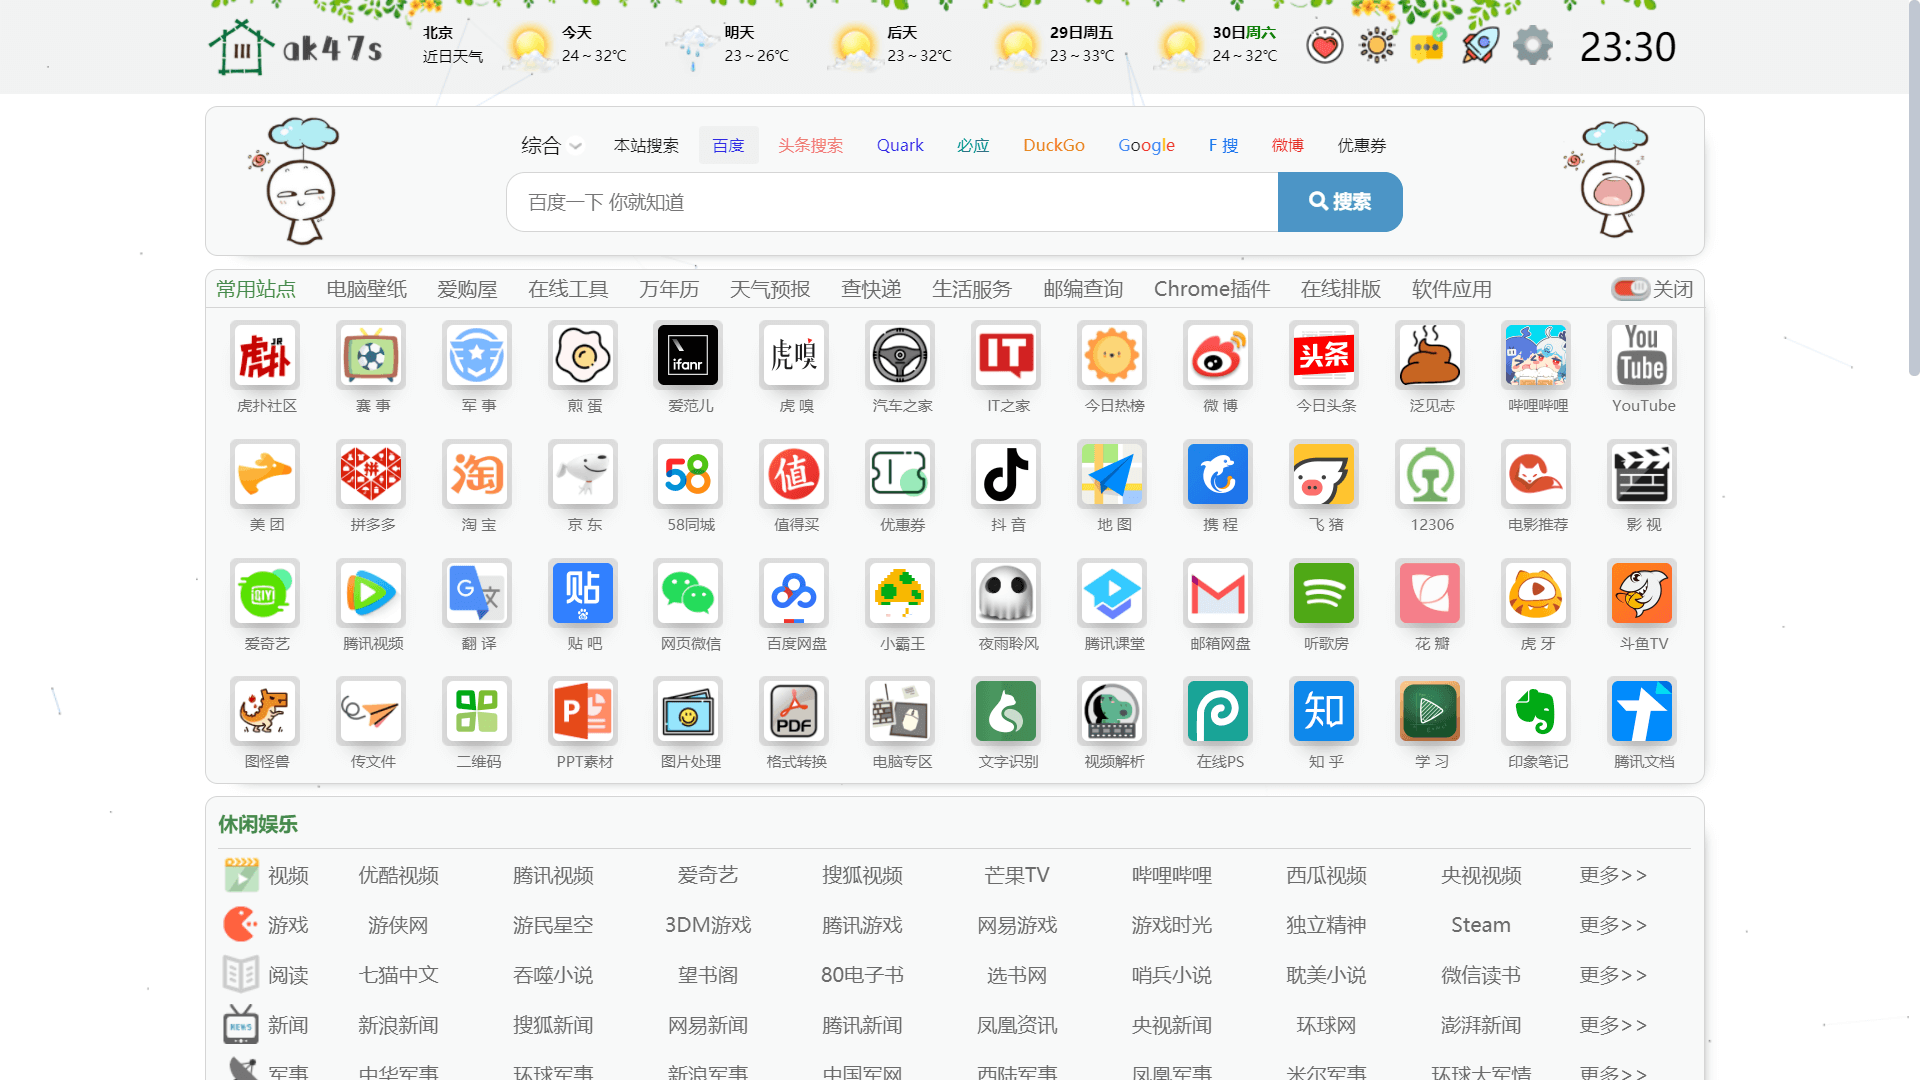 ak47s
北京 今天 明天 后天 29日周五 30日周六
近日天气 24～32℃ 23～26℃ 23～32℃ 23～33℃ 24～32℃ 23:30
综合 本站搜索 百度 头条搜索 Quark 必应 DuckGo Google F 搜 微博 优惠券
百度一下 你就知道 搜索
常用站点 电脑壁纸 爱购屋 在线工具 万年历 天气预报 查快递 生活服务 邮编查询 Chrome插件 在线排版 软件应用 关闭
虎扑 JR ifanr 虎嗅 IT 头条 You Tube
虎扑社区 赛 事 军 事 煎 蛋 爱范儿 虎 嗅 汽车之家 IT之家 今日热榜 微 博 今日头条 泛见志 哔哩哔哩 YouTube
拼 淘 58 值
美 团 拼多多 淘 宝 京 东 58同城 值得买 优惠券 抖 音 地 图 携 程 飞 猪 12306 电影推荐 影 视
QIY G 文 贴
爱奇艺 腾讯视频 翻 译 贴 吧 网页微信 百度网盘 小霸王 夜雨聆风 腾讯课堂 邮箱网盘 听歌房 花 瓣 虎 牙 斗鱼TV
P PDF 知
图怪兽 传文件 二维码 PPT素材 图片处理 格式转换 电脑专区 文字识别 视频解析 在线PS 知 乎 学 习 印象笔记 腾讯文档
休闲娱乐
视频 优酷视频 腾讯视频 爱奇艺 搜狐视频 芒果TV 哔哩哔哩 西瓜视频 央视视频 更多>>
游戏 游侠网 游民星空 3DM游戏 腾讯游戏 网易游戏 游戏时光 独立精神 Steam 更多>>
阅读 七猫中文 吞噬小说 望书阁 80电子书 选书网 哨兵小说 耽美小说 微信读书 更多>>
NEWS 新闻 新浪新闻 搜狐新闻 网易新闻 腾讯新闻 凤凰资讯 央视新闻 环球网 澎湃新闻 更多>>
军事 中华军事 环球军事 新浪军事 中国军网 西陆军事 凤凰军事 米尔军事 环球大军情 更多>>